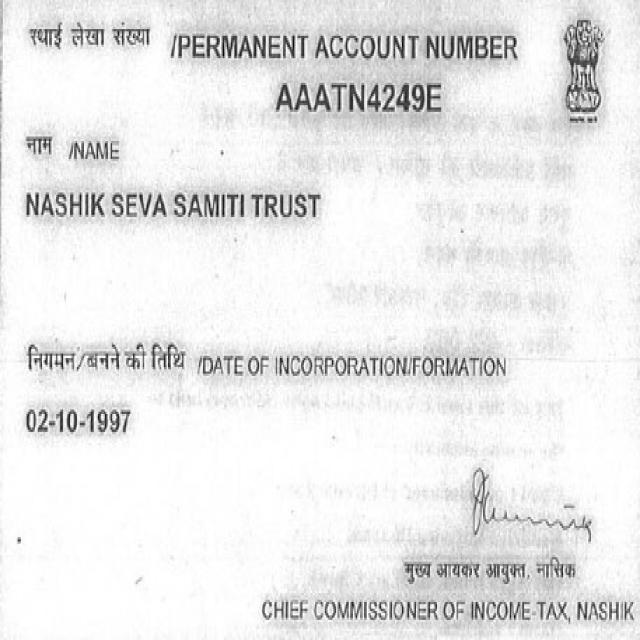 स्थाई लेखा संख्या /PERMANENT ACCOUNT NUMBER
AAATN4249E
नाम /NAME
NASHIK SEVA SAMITI TRUST
निगमन/बनने की तिथि /DATE OF INCORPORATION/FORMATION
02-10-1997
मुख्य आयकर आयुक्त, नासिक
CHIEF COMMISSIONER OF INCOME-TAX, NASHIK